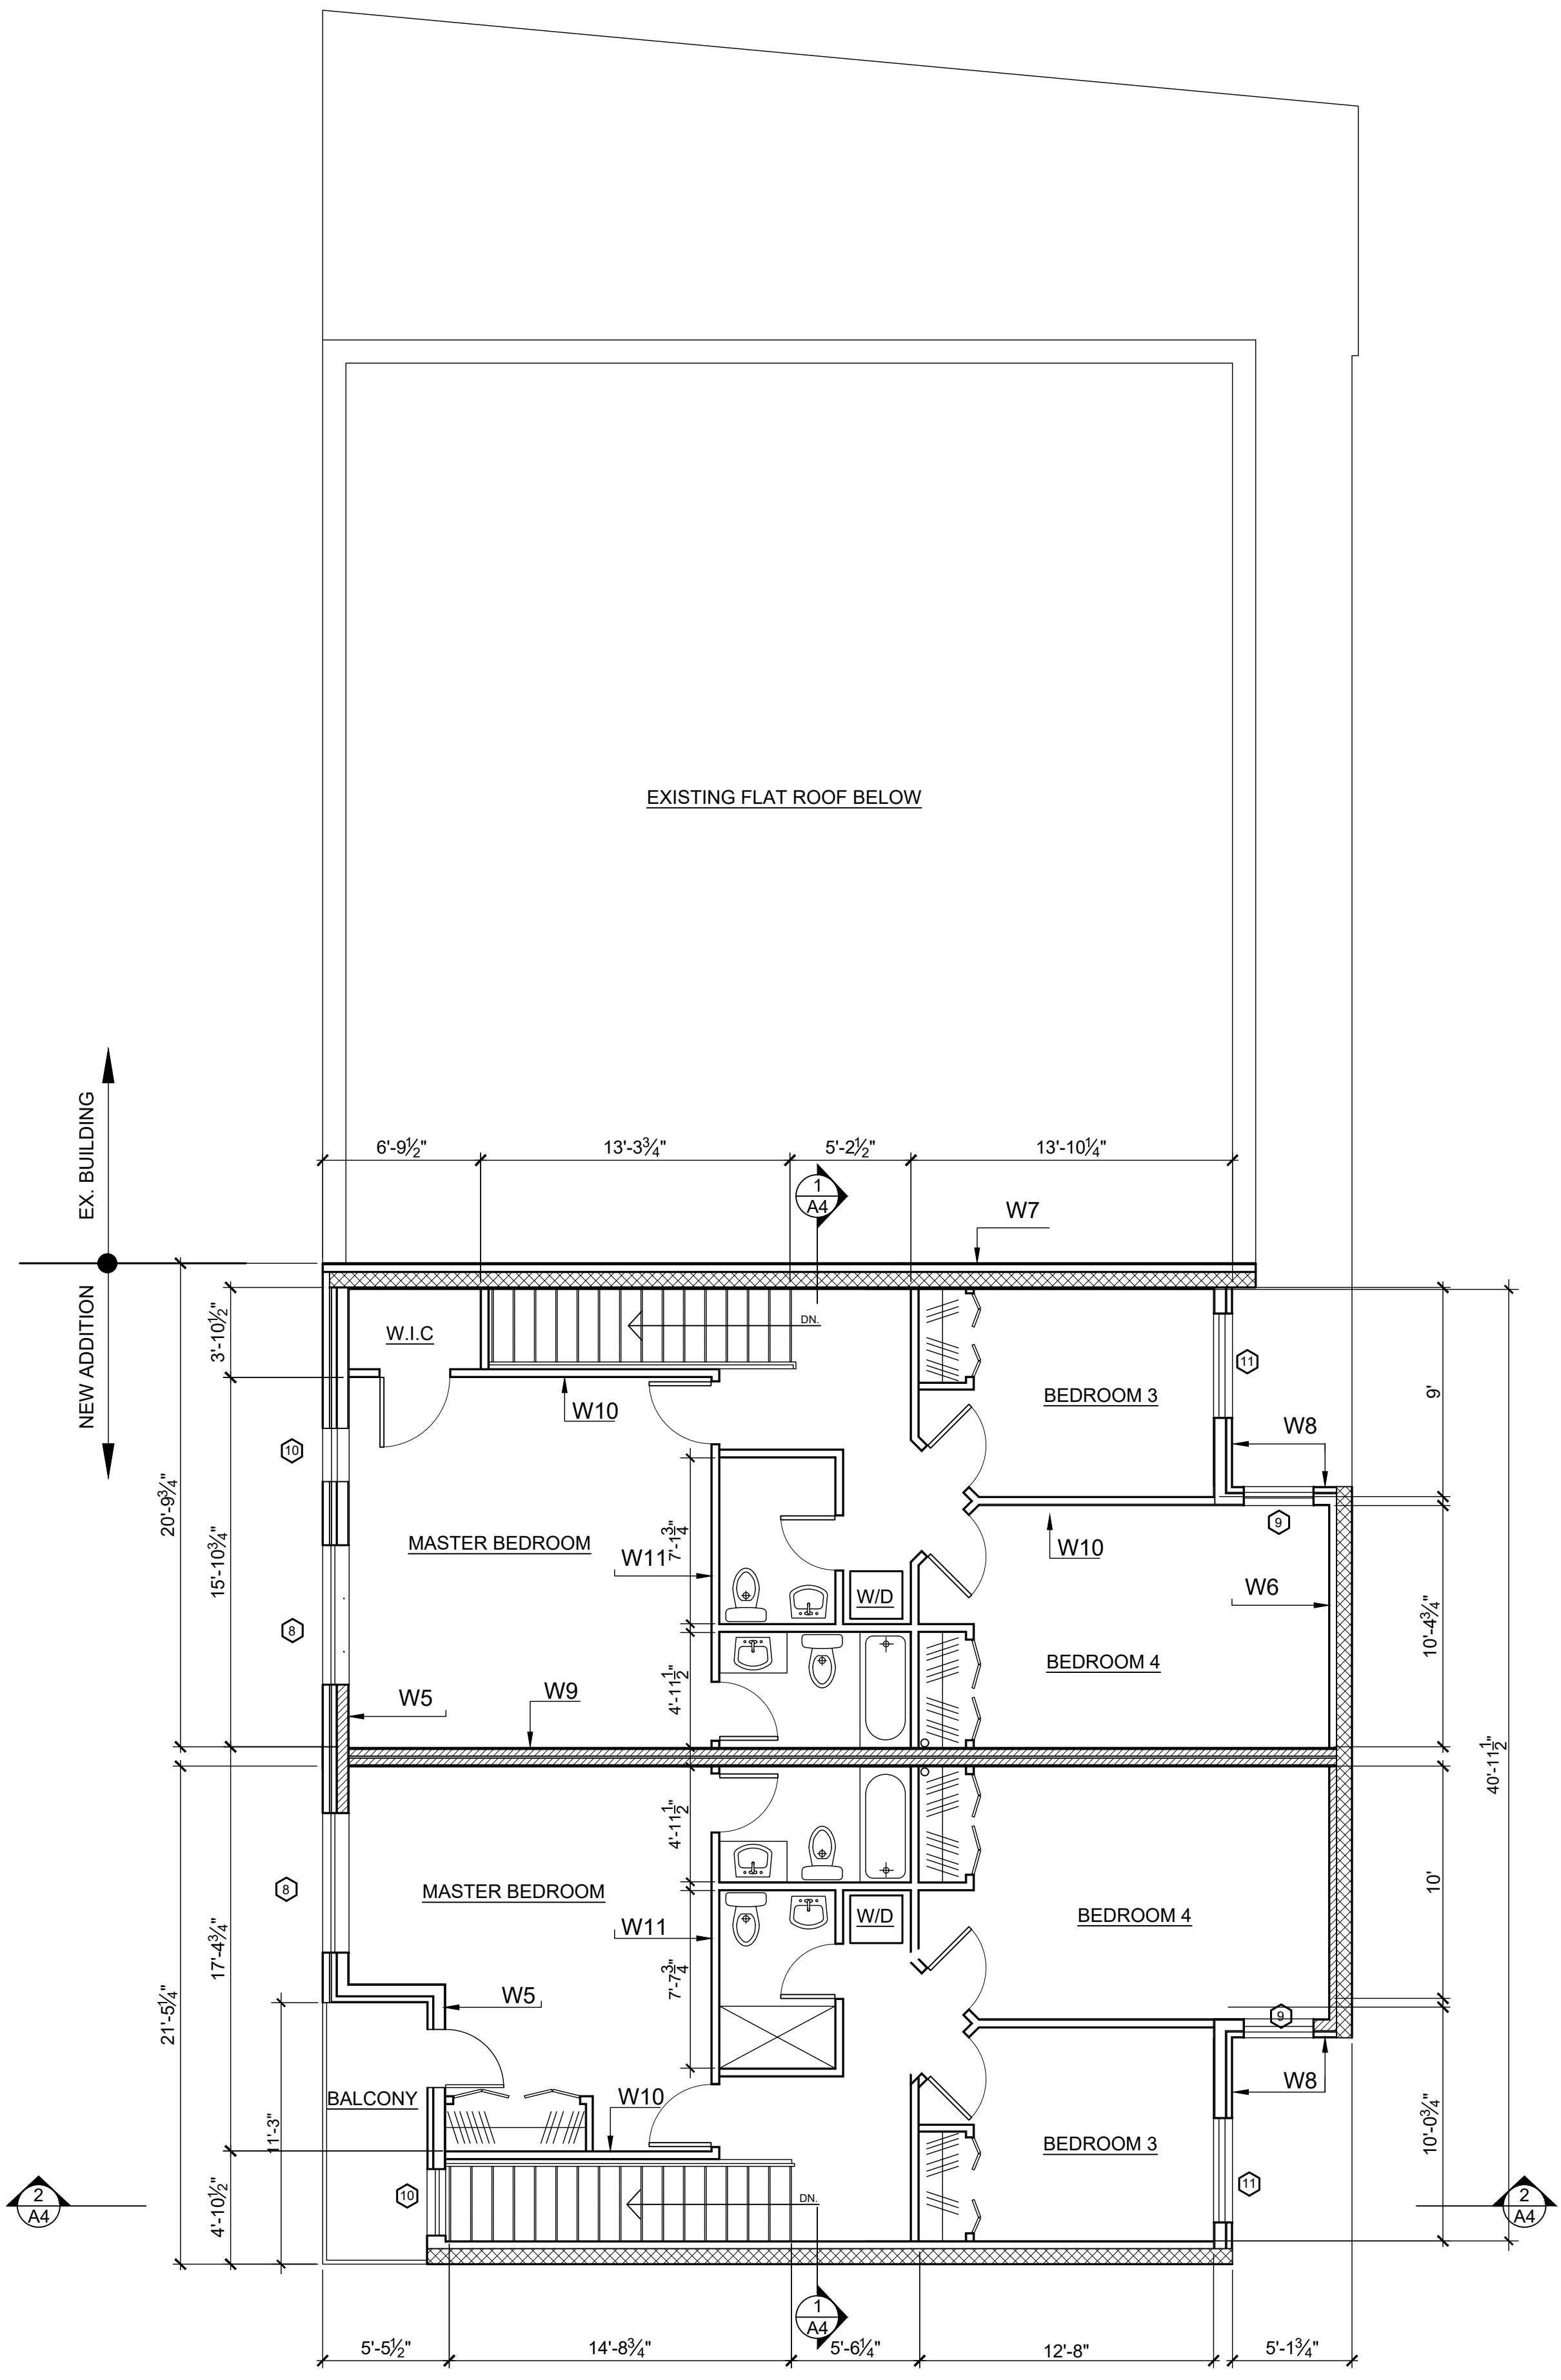 EXISTING FLAT ROOF BELOW
EX. BUILDING
NEW ADDITION
6'-9½"
13'-3¾"
5'-2½"
13'-10¼"
1
A4
W7
20'-9¾"
3'-10½"
15'-10¾"
W.I.C
DN.
W10
BEDROOM 3
11
9'
W8
10
MASTER BEDROOM
W11
7'-1¾
W/D
9
W10
W6
8
BEDROOM 4
10'-4¾"
40'-11½"
4'-11½
W5
W9
21'-5¼"
17'-4¾"
4'-11½
8
MASTER BEDROOM
W11
W/D
BEDROOM 4
10'
7'-7¾"
W5
9
W8
BALCONY
11'-3"
W10
BEDROOM 3
10'-0¾"
4'-10½"
10
DN.
11
2
A4
2
A4
1
A4
5'-5½"
14'-8¾"
5'-6¼"
12'-8"
5'-1¾"